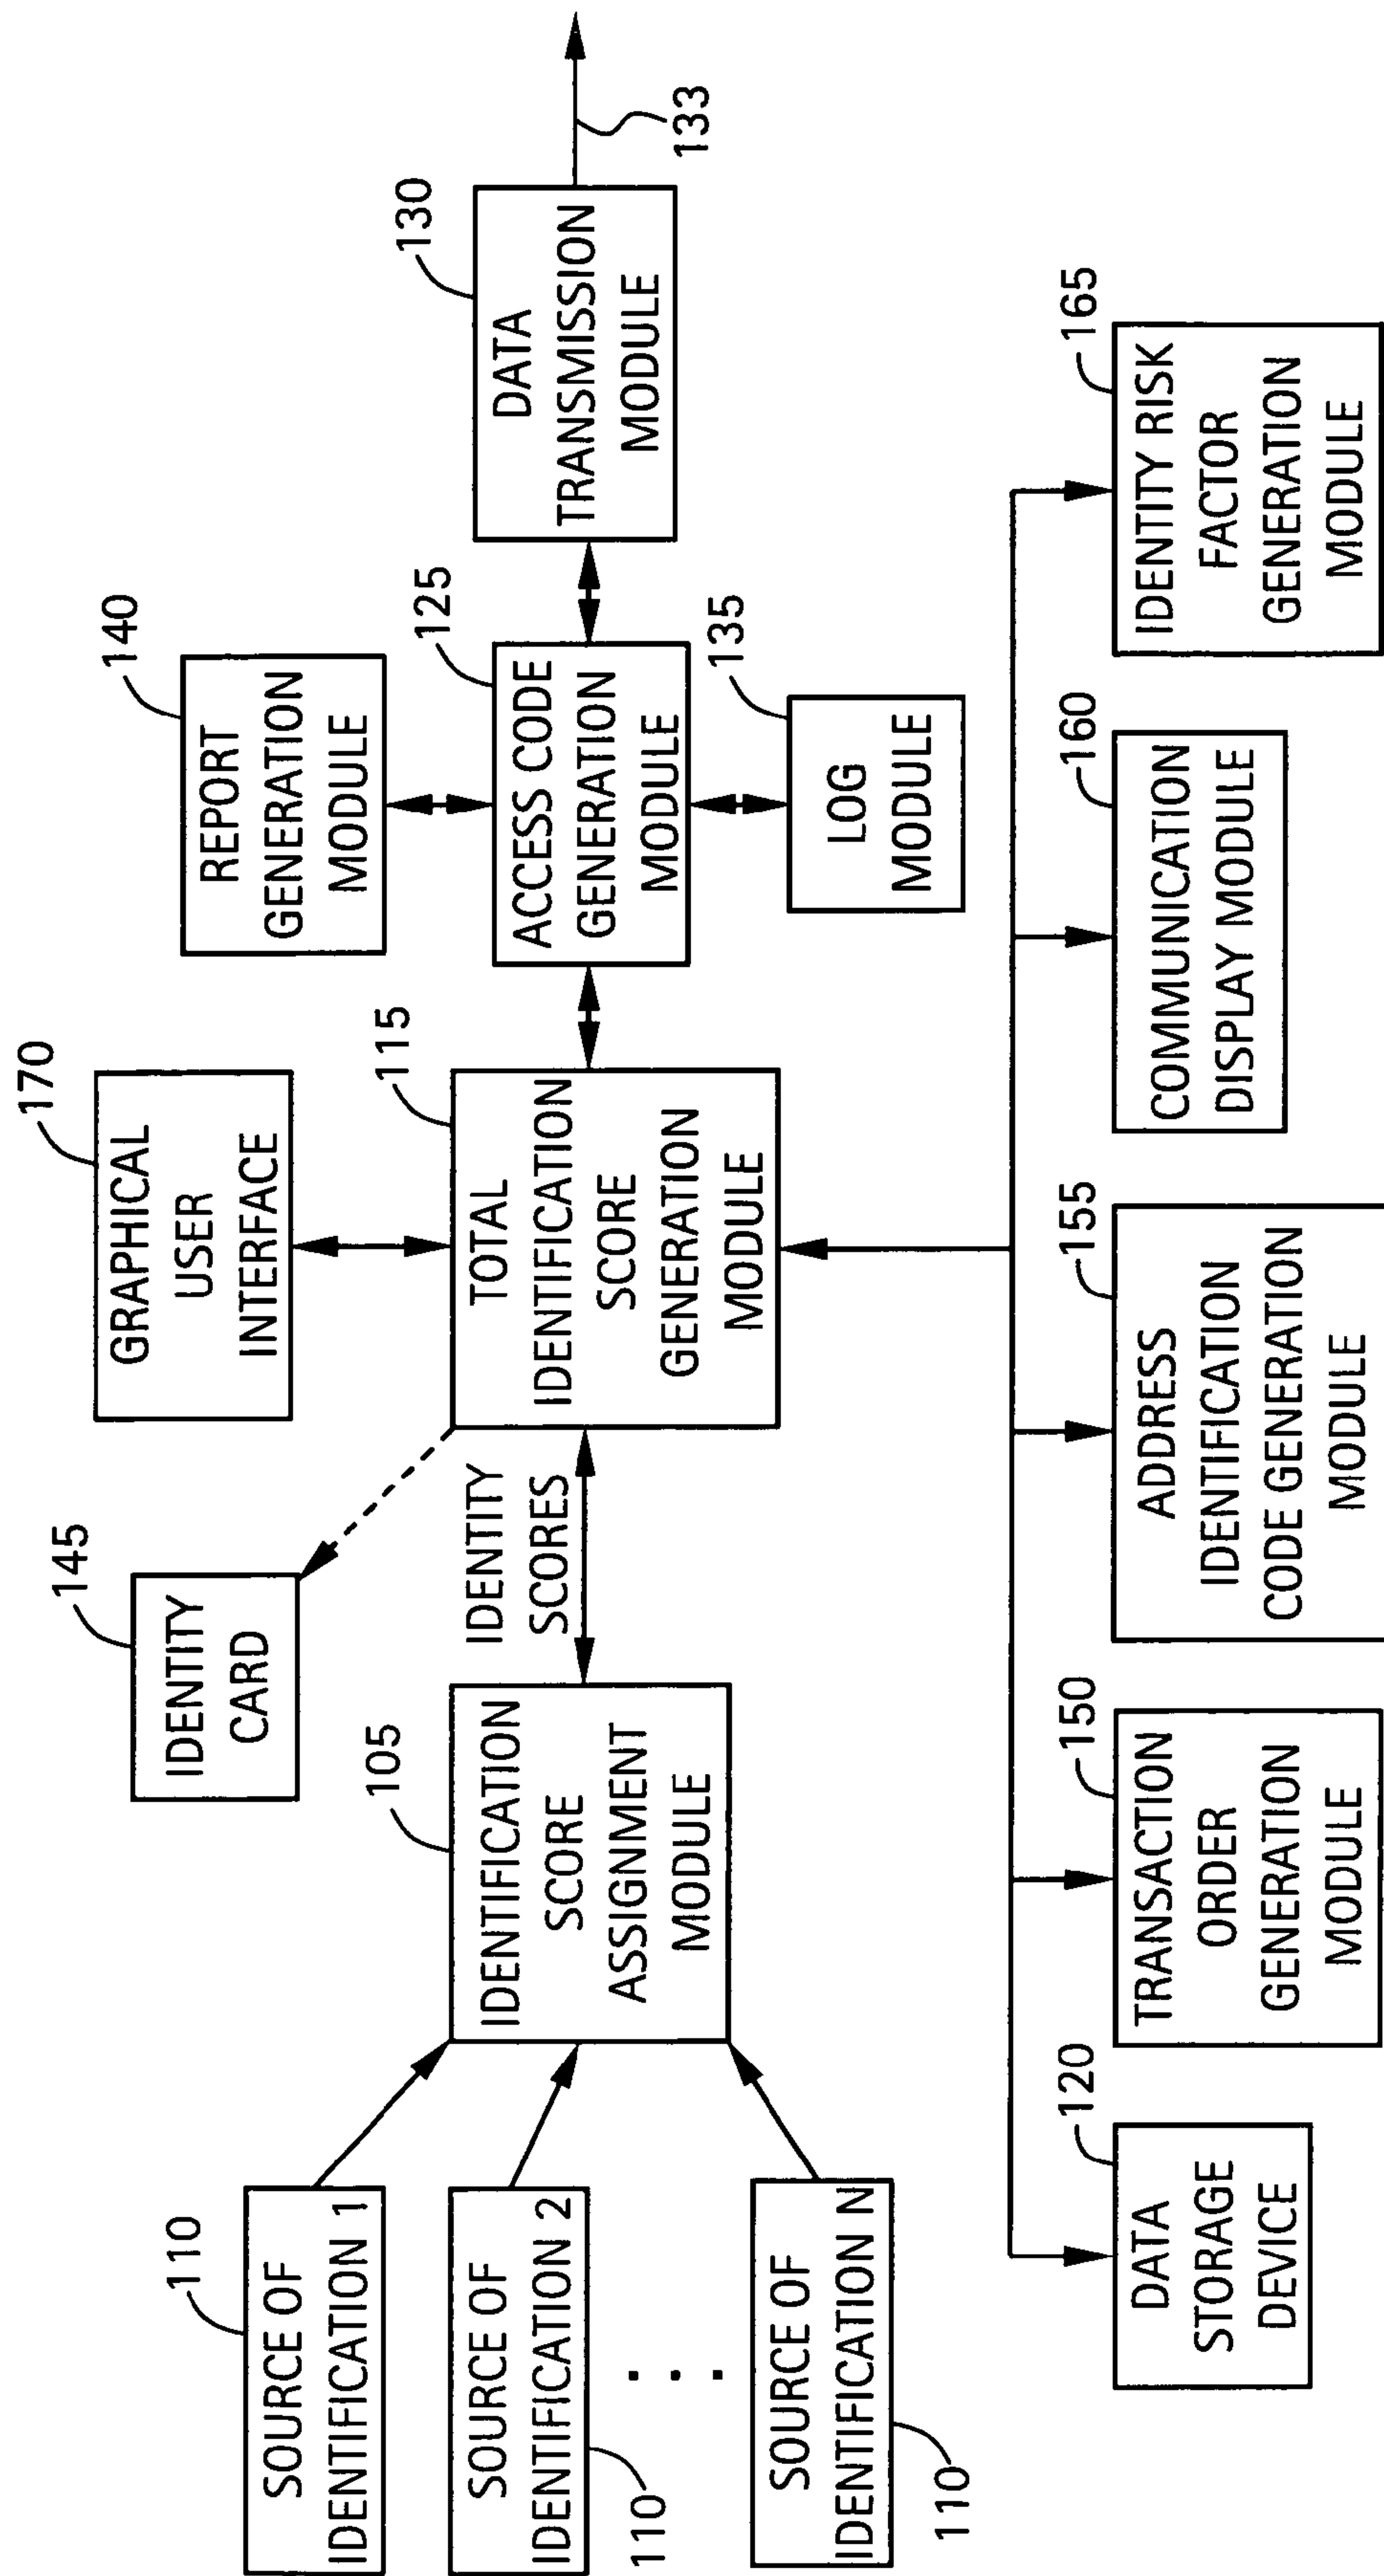 170
GRAPHICAL
USER
INTERFACE
145
IDENTITY
CARD
140
REPORT
GENERATION
MODULE
110
SOURCE OF
IDENTIFICATION 1
SOURCE OF
IDENTIFICATION 2
110
. . .
SOURCE OF
IDENTIFICATION N
110
105
IDENTIFICATION
SCORE
ASSIGNMENT
MODULE
IDENTITY
SCORES
115
TOTAL
IDENTIFICATION
SCORE
GENERATION
MODULE
125
ACCESS CODE
GENERATION
MODULE
130
DATA
TRANSMISSION
MODULE
133
135
LOG
MODULE
120
DATA
STORAGE
DEVICE
150
TRANSACTION
ORDER
GENERATION
MODULE
155
ADDRESS
IDENTIFICATION
CODE GENERATION
MODULE
160
COMMUNICATION
DISPLAY MODULE
165
IDENTITY RISK
FACTOR
GENERATION
MODULE